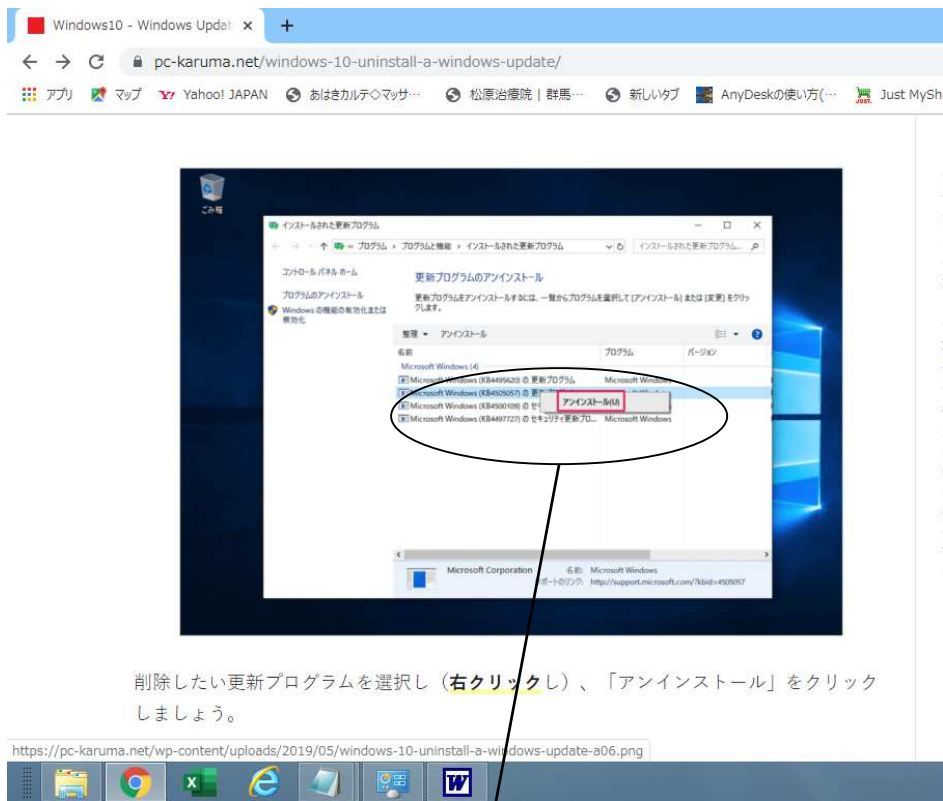 Windows10 - Windows Updat
pc-karuma.net/windows-10-uninstall-a-windows-update/
アプリ マップ Yahoo! JAPAN あはきカルテ◇マッサ… 松原治療院 | 群馬… 新しいタブ AnyDeskの使い方(… Just MySh
ごみ箱
インストールされた更新プログラム
プログラム プログラムと機能 インストールされた更新プログラム インストールされた更新プログラム...
コントロール パネル ホーム
プログラムのアンインストール
Windows の機能の有効化または
無効化
更新プログラムのアンインストール
更新プログラムをアンインストールするには、一覧からプログラムを選択して [アンインストール] または [変更] をクリッ
クします。
整理 アンインストール
名前 プログラム バージョン
Microsoft Windows (4)
Microsoft Windows (KB4495620) の 更新プログラム Microsoft Windows
Microsoft Windows (KB4505057) の 更
アンインストール(U)
Microsoft Windows (KB4500109) の セキ
Microsoft Windows (KB4497727) の セキュリティ更新プロ... Microsoft Windows
Microsoft Corporation 名前: Microsoft Windows
サポートのリンク: http://support.microsoft.com/?kbid=4505057
削除したい更新プログラムを選択し（右クリックし）、「アンインストール」をクリック
しましょう。
https://pc-karuma.net/wp-content/uploads/2019/05/windows-10-uninstall-a-windows-update-a06.png